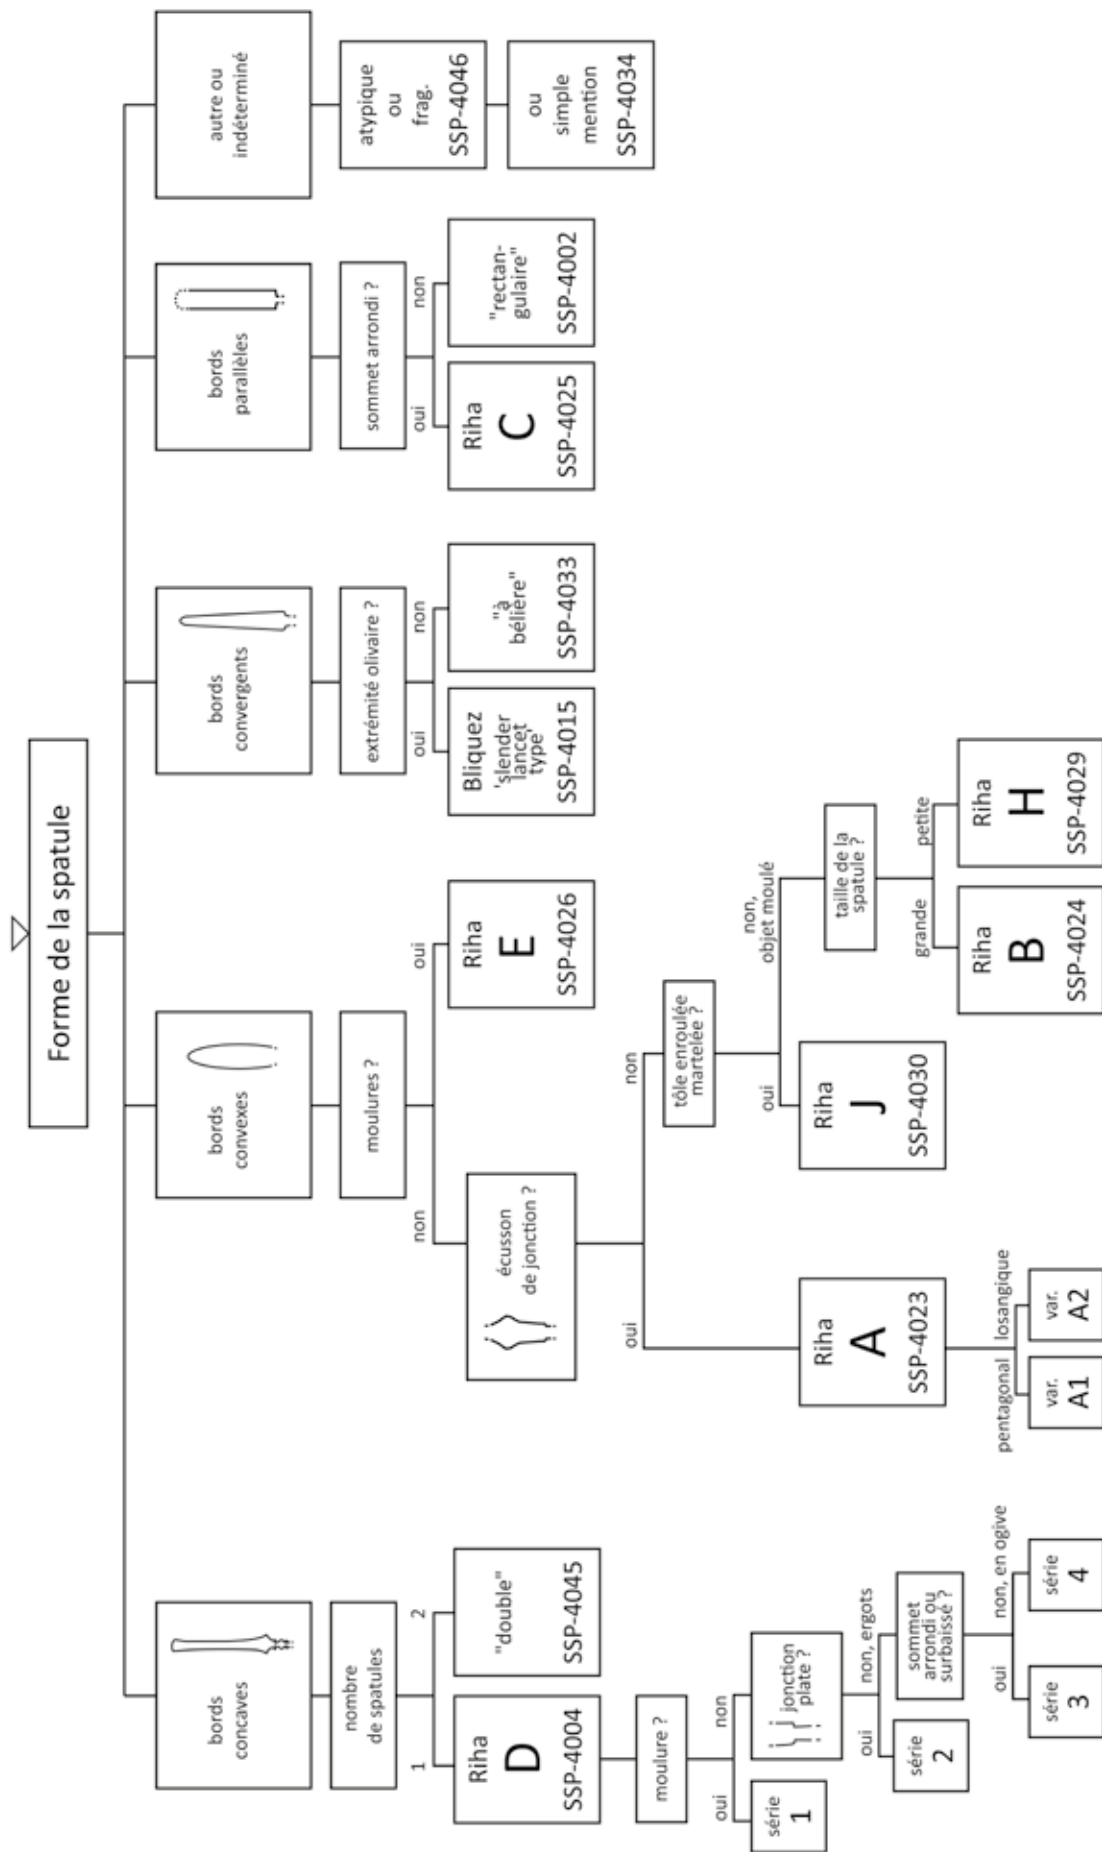 Forme de la spatule
bords
concaves
nombre
de spatules
1
2
Riha
D
SSP-4004
"double"
SSP-4045
moulure ?
oui
non
série
1
jonction
plate ?
oui
non, ergots
série
2
sommet
arrondi ou
surbaissé ?
oui
non, en ogive
série
3
série
4
bords
convexes
moulures ?
non
oui
écusson
de jonction ?
Riha
E
SSP-4026
oui
non
Riha
A
SSP-4023
pentagonal
losangique
var.
A1
var.
A2
tôle enroulée
martelée ?
oui
non,
objet moulé
Riha
J
SSP-4030
taille de la
spatule ?
grande
petite
Riha
B
SSP-4024
Riha
H
SSP-4029
bords
convergents
extrémité olivaire ?
oui
non
Bliquez
'slender
lancet
type'
SSP-4015
"à
bélière"
SSP-4033
bords
parallèles
sommet arrondi ?
oui
non
Riha
C
SSP-4025
"rectan-
gulaire"
SSP-4002
autre ou
indéterminé
atypique
ou
frag.
SSP-4046
ou
simple
mention
SSP-4034